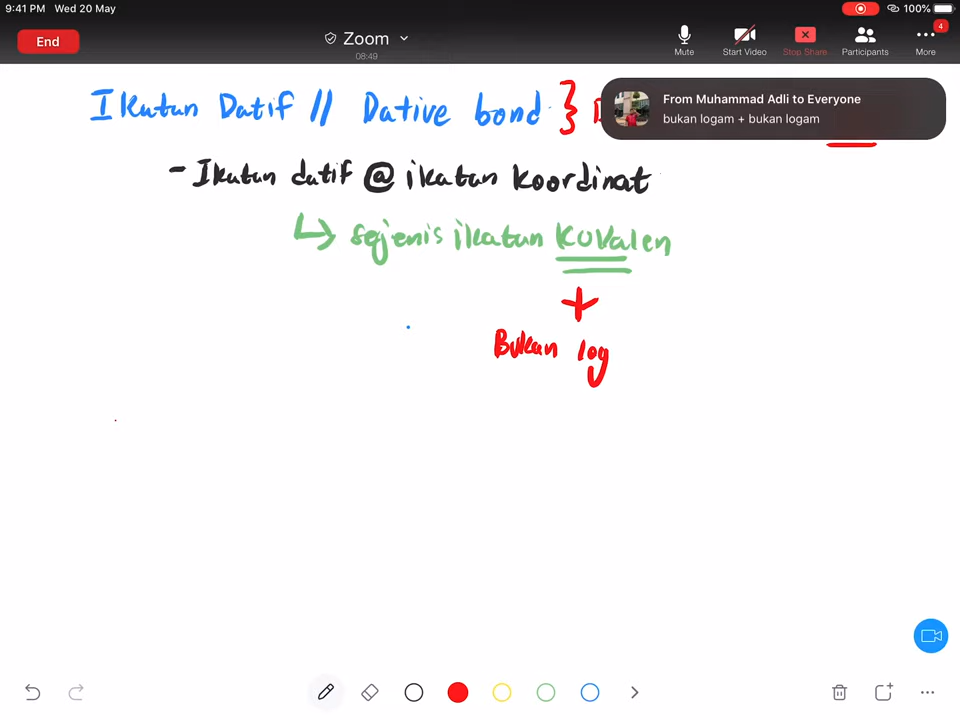 9:41 PM Wed 20 May
100%
End
Zoom
08:49
Mute
Start Video
Stop Share
Participants
4
More
Ikatan Datif // Dative bond }
From Muhammad Adli to Everyone
bukan logam + bukan logam
- Ikatan datif @ ikatan koordinat
↳ sejenis ikatan kovalen
+
Bukan log